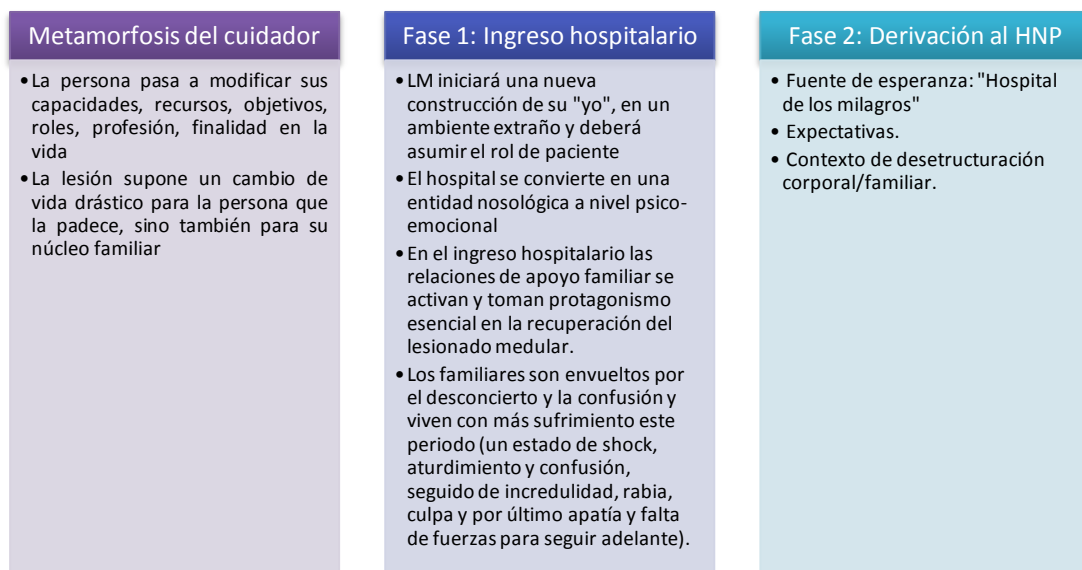 Metamorfosis del cuidador
•La persona pasa a modificar sus
capacidades, recursos, objetivos,
roles, profesión, finalidad en la
vida
•La lesión supone un cambio de
vida drástico para la persona que
la padece, sino también para su
núcleo familiar
Fase 1: Ingreso hospitalario
•LM iniciará una nueva
construcción de su "yo", en un
ambiente extraño y deberá
asumir el rol de paciente
•El hospital se convierte en una
entidad nosológica a nivel psico-
emocional
•En el ingreso hospitalario las
relaciones de apoyo familiar se
activan y toman protagonismo
esencial en la recuperación del
lesionado medular.
•Los familiares son envueltos por
el desconcierto y la confusión y
viven con más sufrimiento este
periodo (un estado de shock,
aturdimiento y confusión,
seguido de incredulidad, rabia,
culpa y por último apatía y falta
de fuerzas para seguir adelante).
Fase 2: Derivación al HNP
• Fuente de esperanza: "Hospital
de los milagros"
• Expectativas.
• Contexto de desetructuración
corporal/familiar.